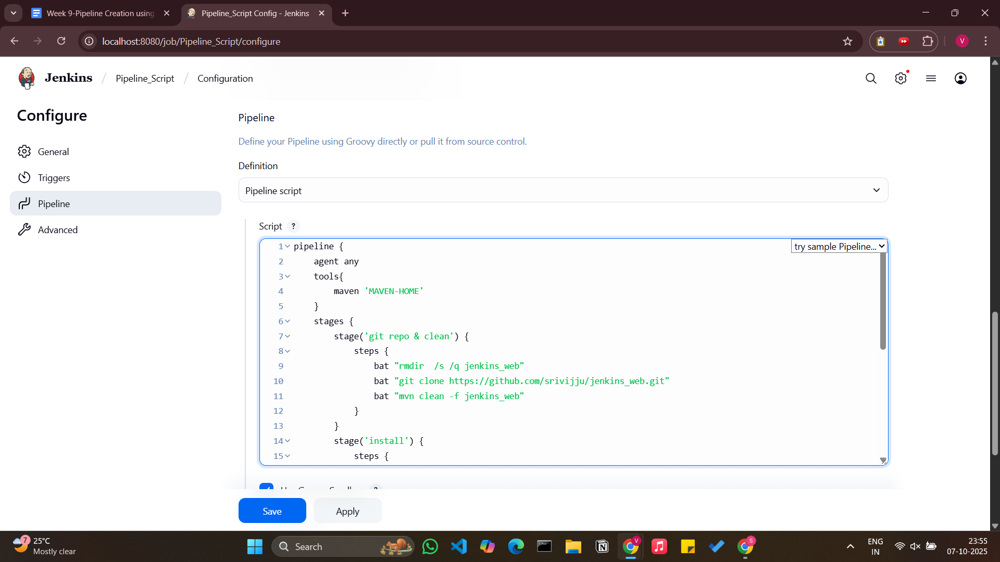 Week 9-Pipeline Creation using
Pipeline_Script Config - Jenkins
localhost:8080/job/Pipeline_Script/configure
V
Jenkins / Pipeline_Script / Configuration
Configure
General
Triggers
Pipeline
Advanced
Pipeline
Define your Pipeline using Groovy directly or pull it from source control.
Definition
Pipeline script
Script ?
try sample Pipeline...
1 pipeline {
2     agent any
3     tools{
4         maven 'MAVEN-HOME'
5     }
6     stages {
7         stage('git repo & clean') {
8             steps {
9                 bat "rmdir  /s /q jenkins_web"
10                 bat "git clone https://github.com/srivijju/jenkins_web.git"
11                 bat "mvn clean -f jenkins_web"
12             }
13         }
14         stage('install') {
15             steps {
Save
Apply
7
25°C
Mostly clear
Search
V
S
ENG
IN
23:55
07-10-2025